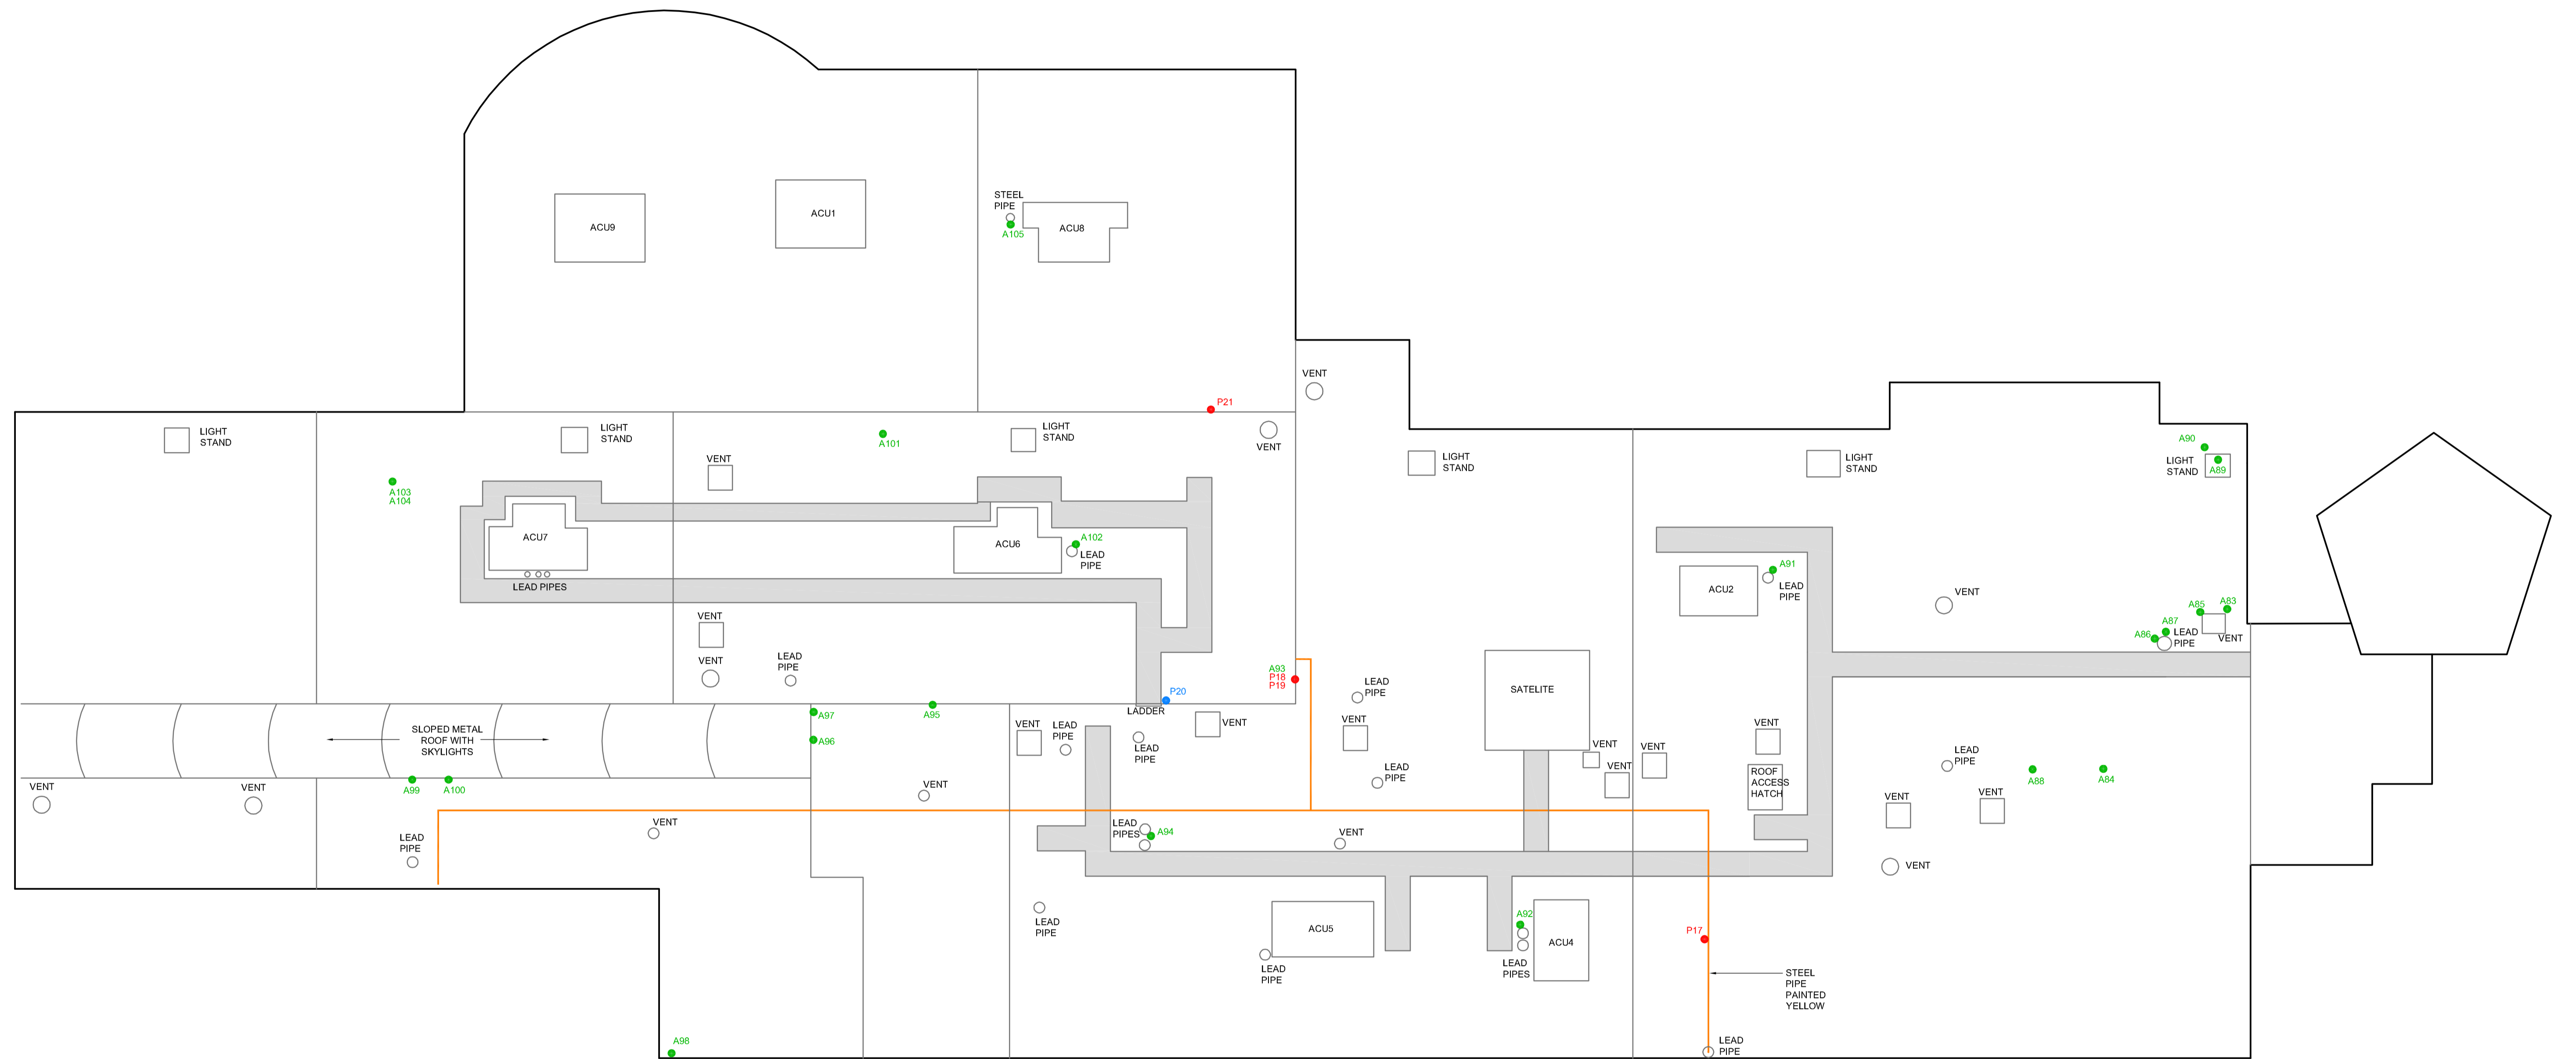 STEEL
PIPE
ACU9
ACU1
ACU8
A105
VENT
P21
LIGHT
STAND
LIGHT
STAND
A101
LIGHT
STAND
VENT
VENT
A103
A104
ACU7
LEAD PIPES
ACU6
A102
LEAD
PIPE
LIGHT
STAND
LIGHT
STAND
A90
LIGHT
STAND
A89
ACU2
A91
LEAD
PIPE
VENT
A85
A83
A87
A86
LEAD
PIPE
VENT
VENT
VENT
LEAD
PIPE
A93
P18
P19
P20
LADDER
LEAD
PIPE
SATELITE
A97
A95
A96
SLOPED METAL
ROOF WITH
SKYLIGHTS
VENT
LEAD
PIPE
LEAD
PIPE
VENT
VENT
LEAD
PIPE
VENT
VENT
VENT
VENT
ROOF
ACCESS
HATCH
LEAD
PIPE
A88
A84
VENT
VENT
VENT
VENT
A99
A100
VENT
VENT
LEAD
PIPE
VENT
LEAD
PIPES
A94
VENT
LEAD
PIPE
ACU5
LEAD
PIPE
A92
ACU4
LEAD
PIPES
P17
STEEL
PIPE
PAINTED
YELLOW
A98
LEAD
PIPE